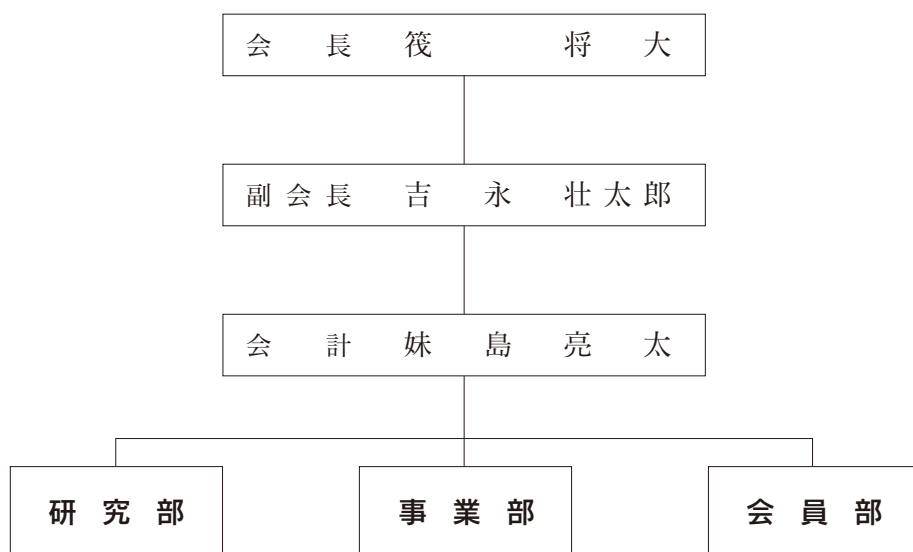 会長 筏 将大
副会長 吉永 壮太郎
会計 妹島 亮太
研究部 事業部 会員部